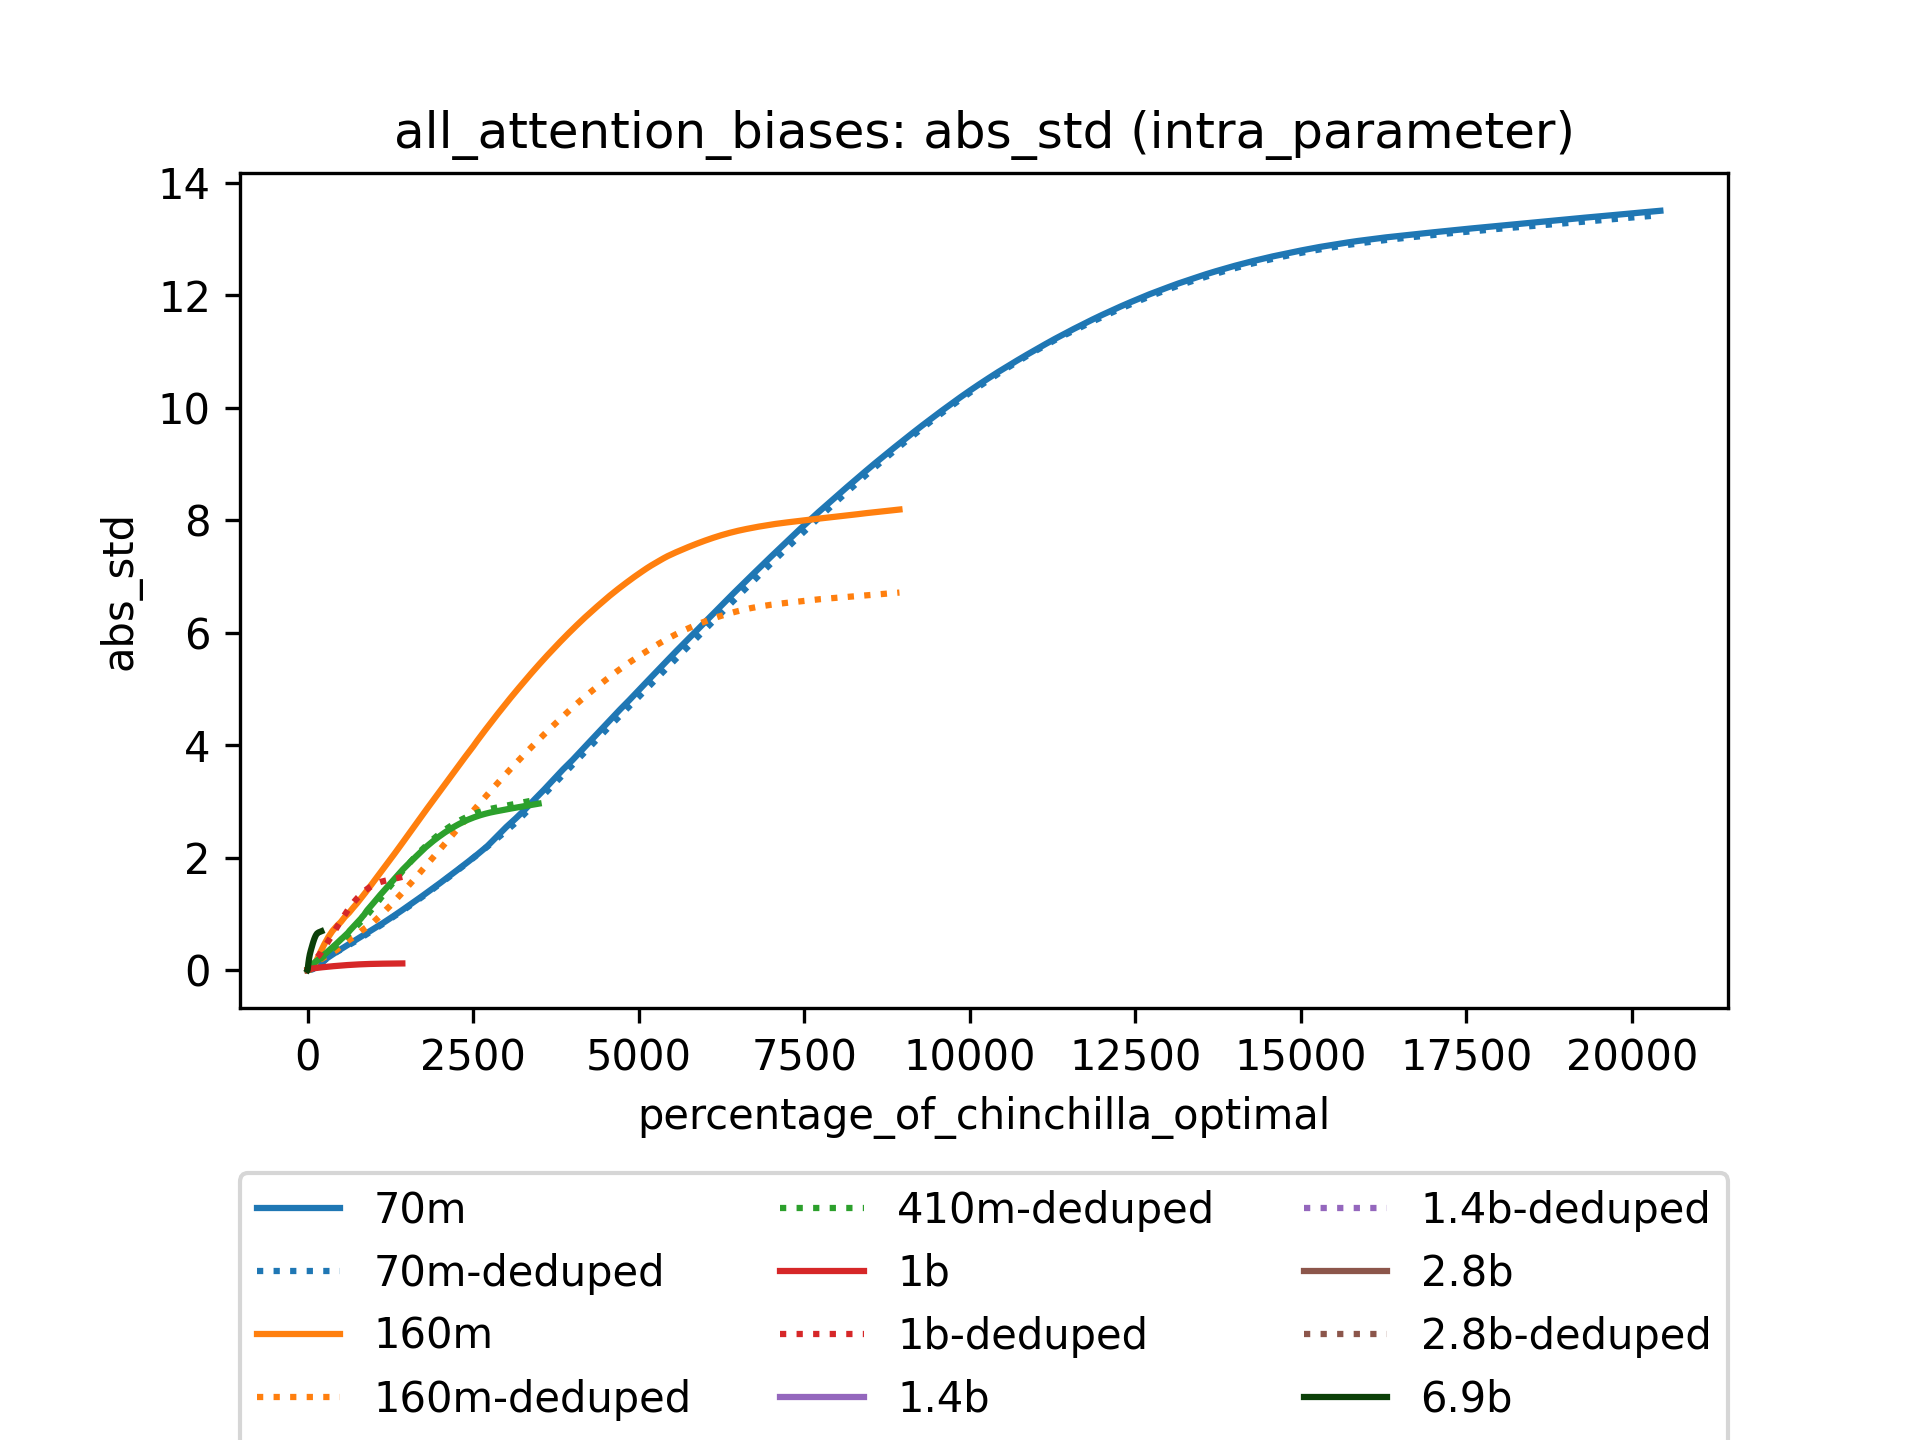 all_attention_biases: abs_std (intra_parameter)
14
12
10
8
6
4
2
0
abs_std
0 2500 5000 7500 10000 12500 15000 17500 20000
percentage_of_chinchilla_optimal
70m
70m-deduped
160m
160m-deduped
410m-deduped
1b
1b-deduped
1.4b
1.4b-deduped
2.8b
2.8b-deduped
6.9b